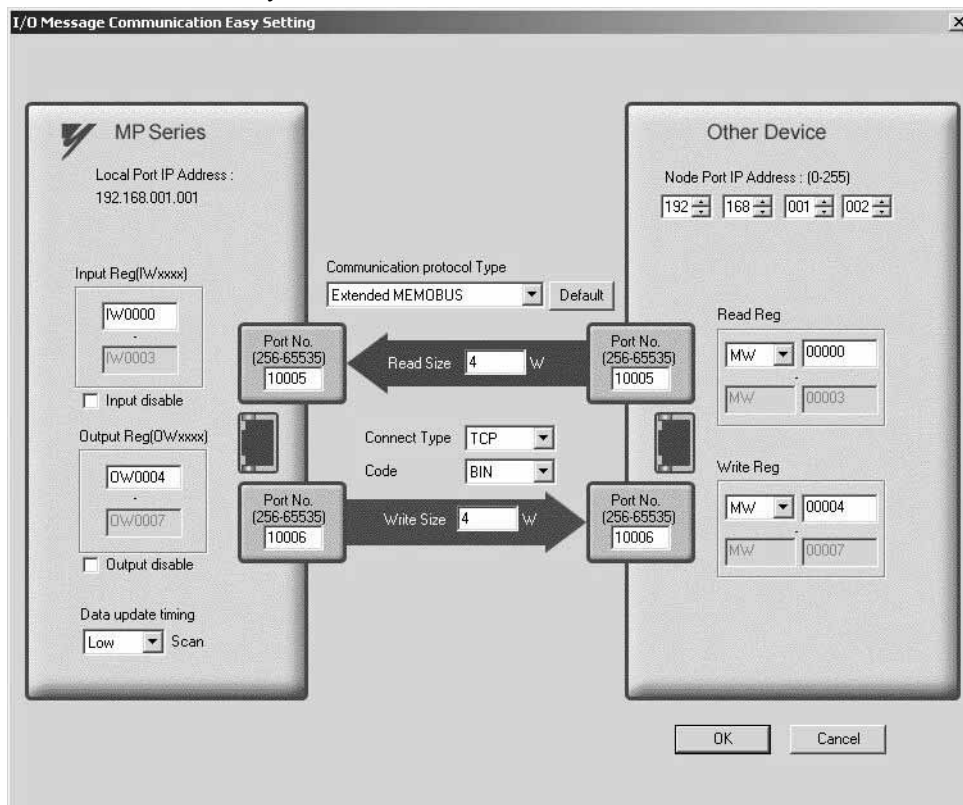 I/O Message Communication Easy Setting
MP Series
Local Port IP Address :
192.168.001.001
Input Reg(IWxxxx)
IW0000
-
IW0003
Input disable
Output Reg(OWxxxx)
OW0004
-
OW0007
Output disable
Data update timing
Low Scan
Communication protocol Type
Extended MEMOBUS Default
Port No.
(256-65535)
10005
Read Size 4 W
Port No.
(256-65535)
10005
Connect Type TCP
Code BIN
Port No.
(256-65535)
10006
Write Size 4 W
Port No.
(256-65535)
10006
Other Device
Node Port IP Address : (0-255)
192 168 001 002
Read Reg
MW 00000
-
MW 00003
Write Reg
MW 00004
-
MW 00007
OK Cancel